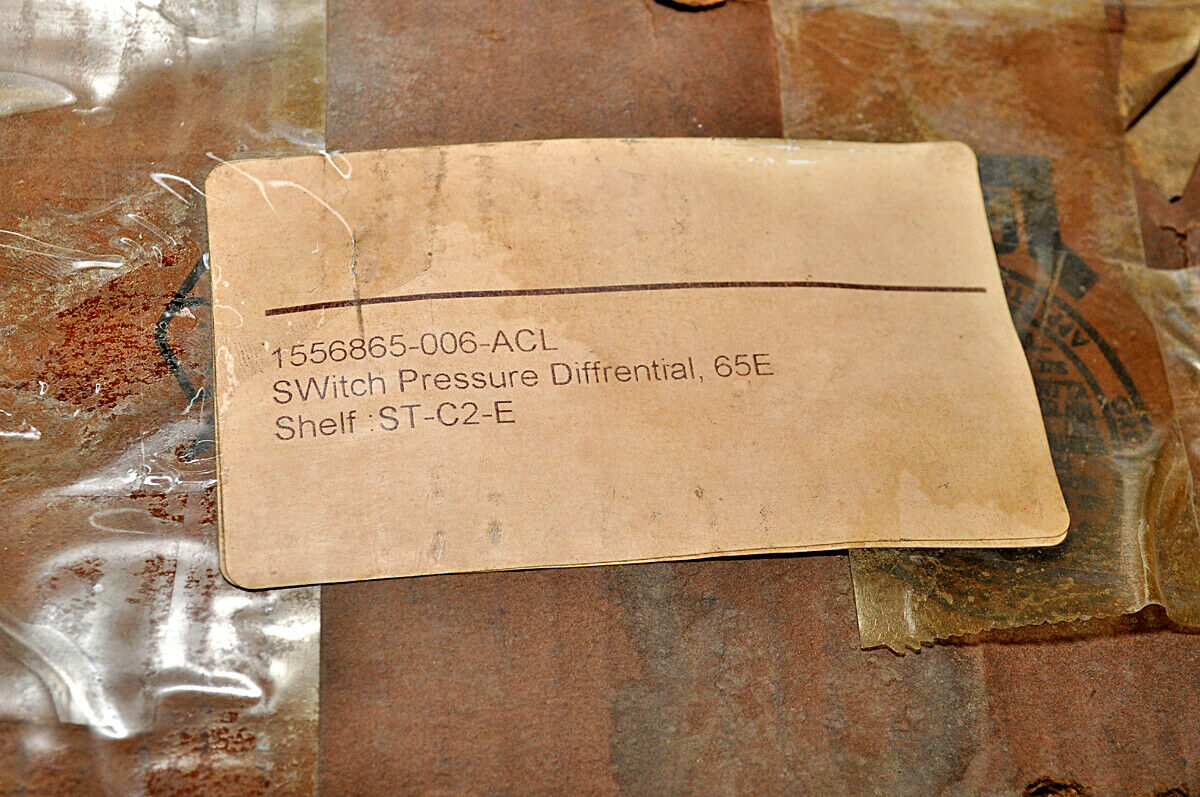 1556865-006-ACL
SWitch Pressure Diffrential, 65E
Shelf :ST-C2-E